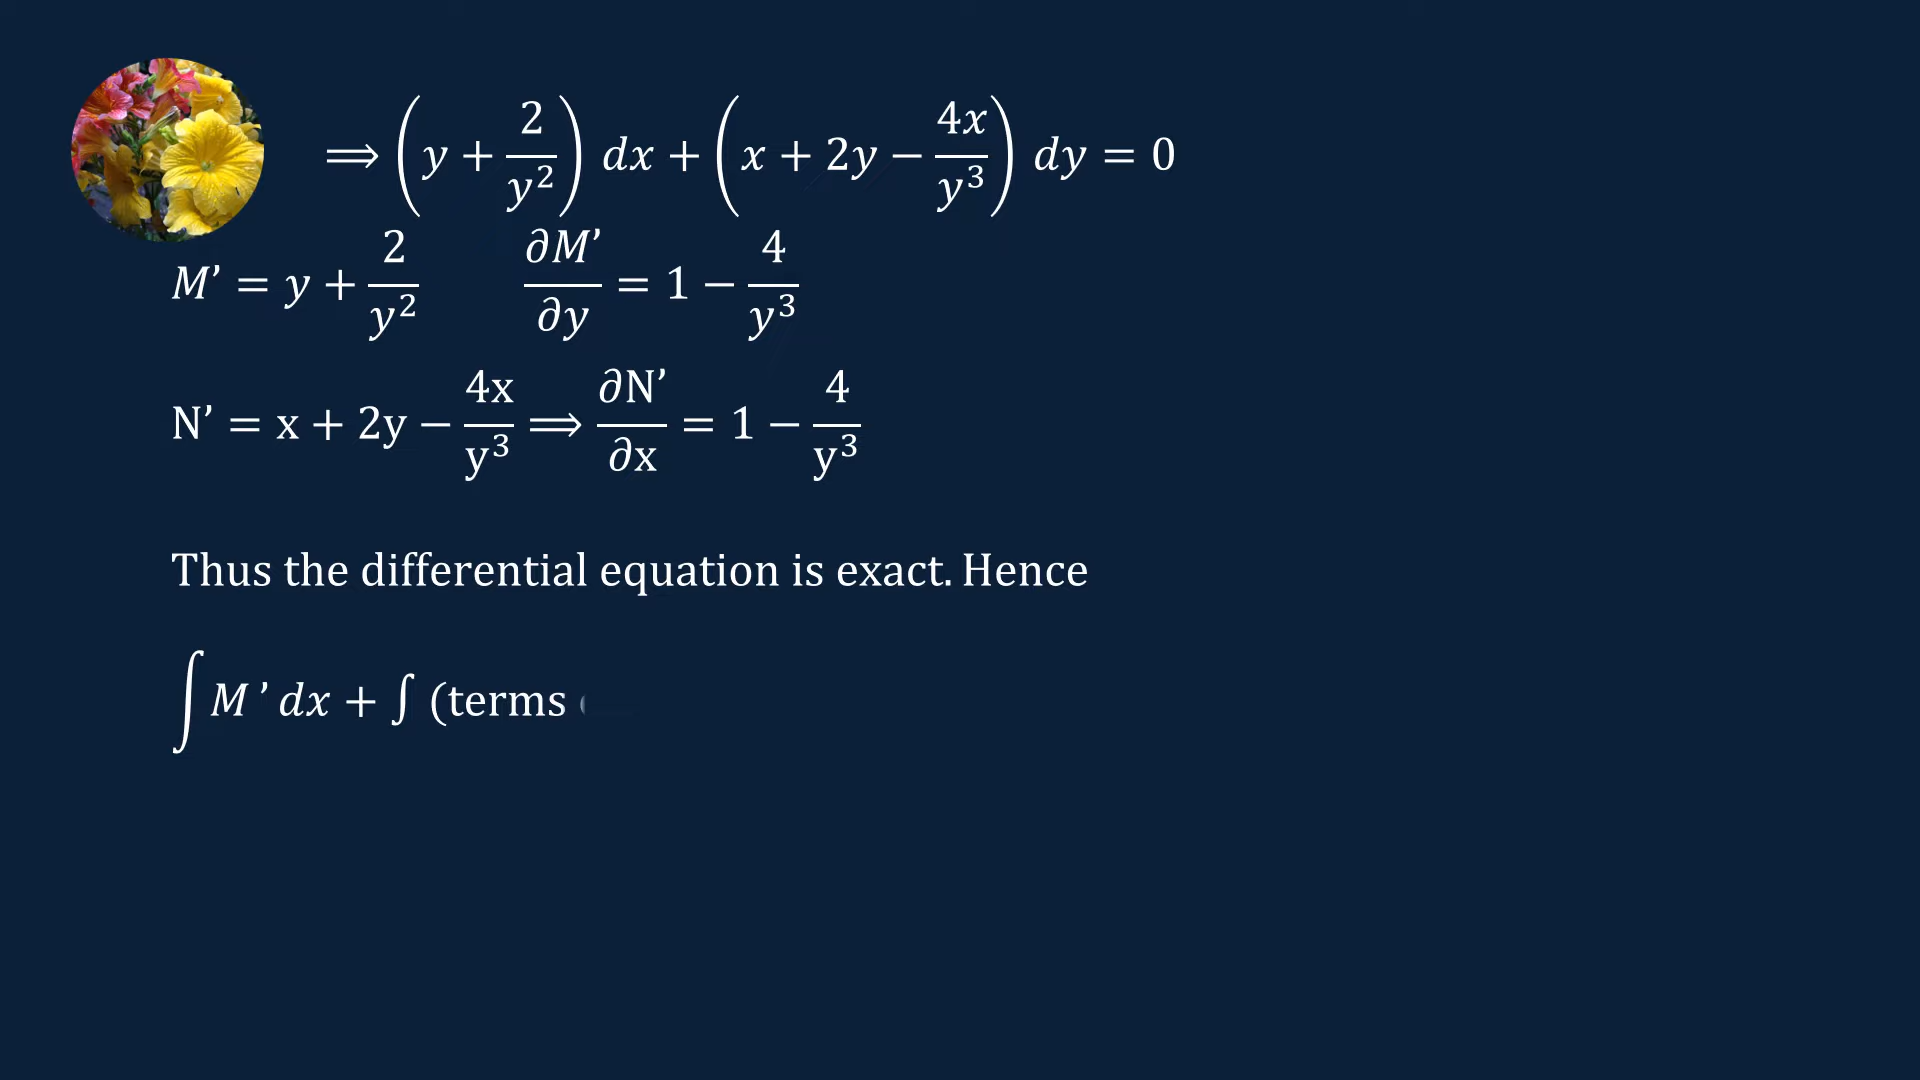 ⟹ (y + 2/y²) dx + (x + 2y − 4x/y³) dy = 0
M’ = y + 2/y² ∂M’/∂y = 1 − 4/y³
N’ = x + 2y − 4x/y³ ⟹ ∂N’/∂x = 1 − 4/y³
Thus the differential equation is exact. Hence
∫ M ’ dx + ∫ (terms